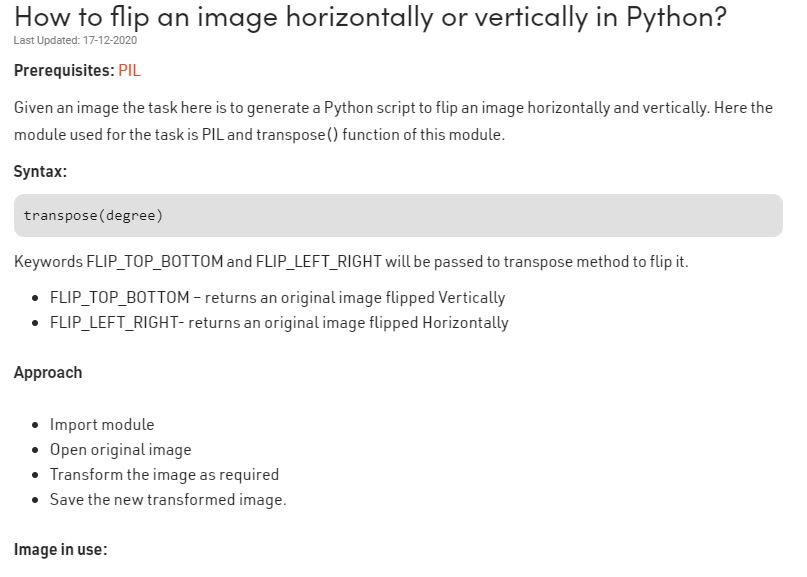 How to flip an image horizontally or vertically in Python?
Last Updated: 17-12-2020
Prerequisites: PIL
Given an image the task here is to generate a Python script to flip an image horizontally and vertically. Here the
module used for the task is PIL and transpose() function of this module.
Syntax:
transpose(degree)
Keywords FLIP_TOP_BOTTOM and FLIP_LEFT_RIGHT will be passed to transpose method to flip it.
• FLIP_TOP_BOTTOM – returns an original image flipped Vertically
• FLIP_LEFT_RIGHT- returns an original image flipped Horizontally
Approach
• Import module
• Open original image
• Transform the image as required
• Save the new transformed image.
Image in use: